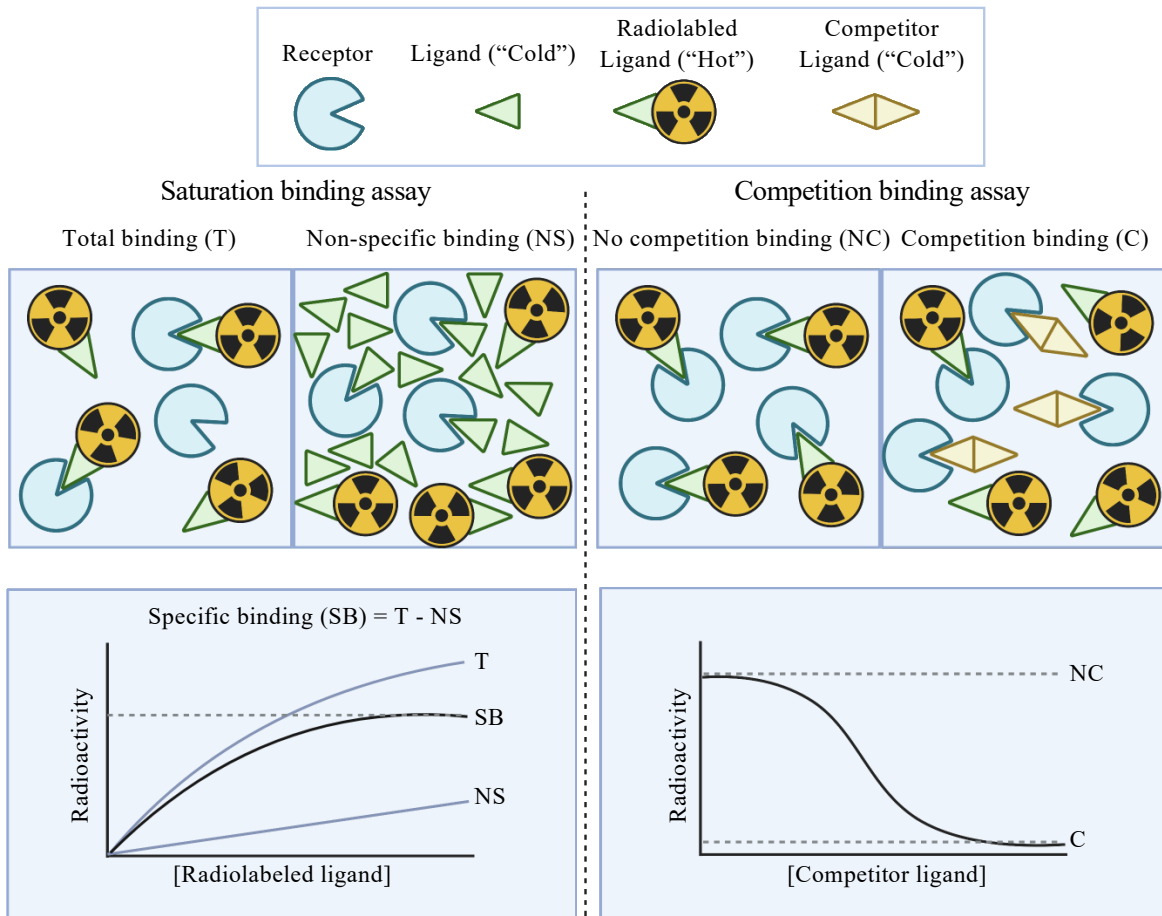 Receptor
Ligand (“Cold”)
Radiolabled
Ligand (“Hot”)
Competitor
Ligand (“Cold”)
Saturation binding assay
Competition binding assay
Total binding (T)
Non-specific binding (NS)
No competition binding (NC)
Competition binding (C)
Specific binding (SB) = T - NS
Radioactivity
T
SB
NS
[Radiolabeled ligand]
Radioactivity
NC
C
[Competitor ligand]